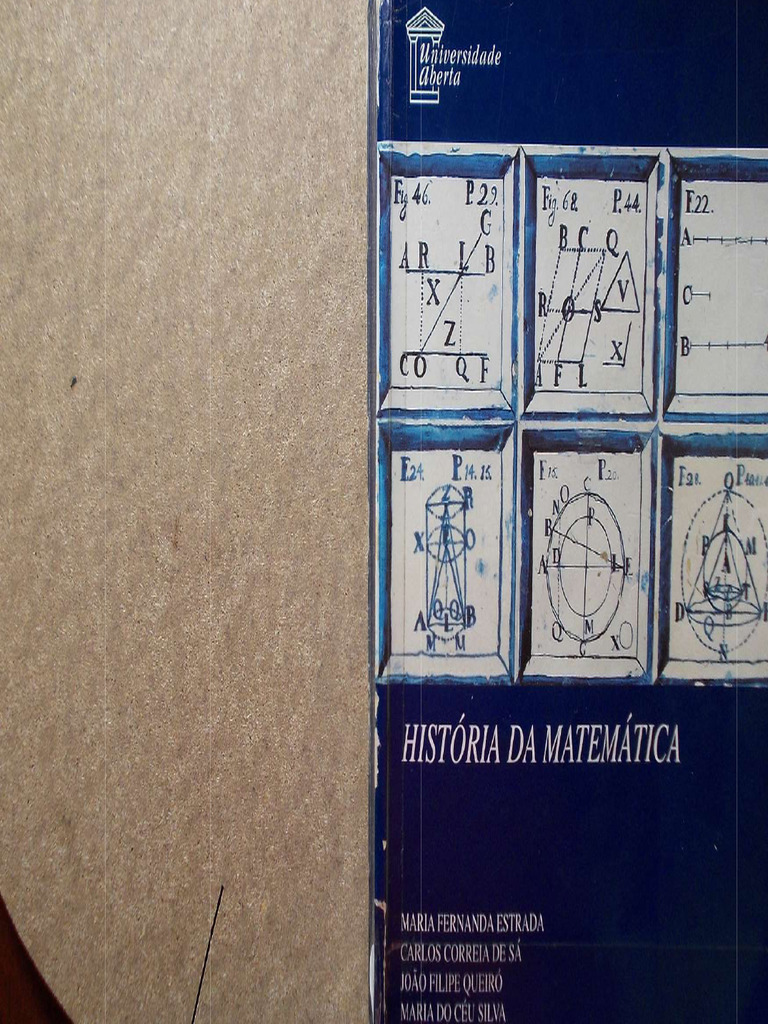 Universidade
Aberta
Fig 46. P.29.
G
A R I B
X
Z
C O Q F
Fig. 68. P.44.
B C Q
V
R O S
X
A F L
F.22.
A
C
B
F.24. P.14.15.
Z R
X O
A L B
M M
F.15. P.20.
C
O
N P
B
A D E
Q M X
G
F.28.
O
P M
A
D
Q
N
HISTÓRIA DA MATEMÁTICA
MARIA FERNANDA ESTRADA
CARLOS CORREIA DE SÁ
JOÃO FILIPE QUEIRÓ
MARIA DO CÉU SILVA